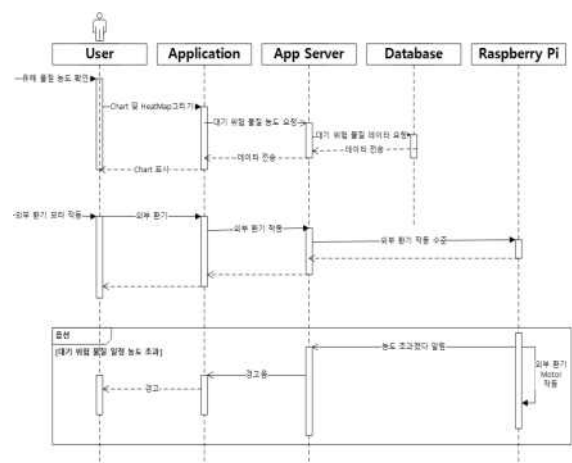 User
Application
App Server
Database
Raspberry Pi
유해 물질 농도 확인
Chart 및 HeatMap그리기
대기 위험 물질 농도 요청
대기 위험 물질 데이터 요청
데이터 전송
데이터 전송
Chart 표시
외부 환기 모터 작동
외부 환기
외부 환기 작동
외부 환기 작동 수준
옵션
[대기 위험 물질 일정 농도 초과]
농도 초과했다 알림
경고음
경고
외부 환기
Motor
작동